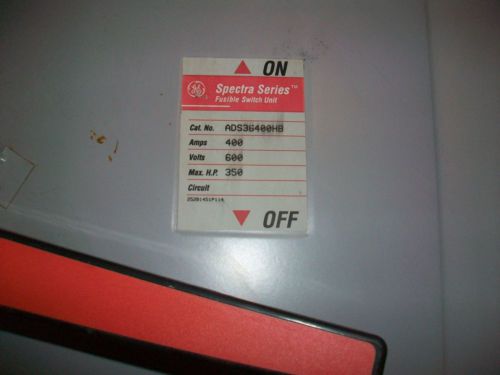 ON
GE
Spectra Series™
Fusible Switch Unit
Cat. No. ADS36400HB
Amps 400
Volts 600
Max. H.P. 350
Circuit
OFF